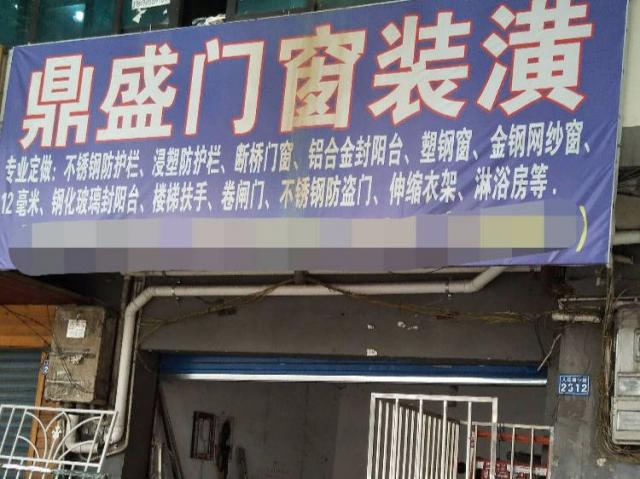 鼎盛门窗装潢
专业定做：不锈钢防护栏、浸塑防护栏、断桥门窗、铝合金封阳台、塑钢窗、金钢网纱窗、
12毫米、钢化玻璃封阳台、楼梯扶手、卷闸门、不锈钢防盗门、伸缩衣架、淋浴房等.
)
2312